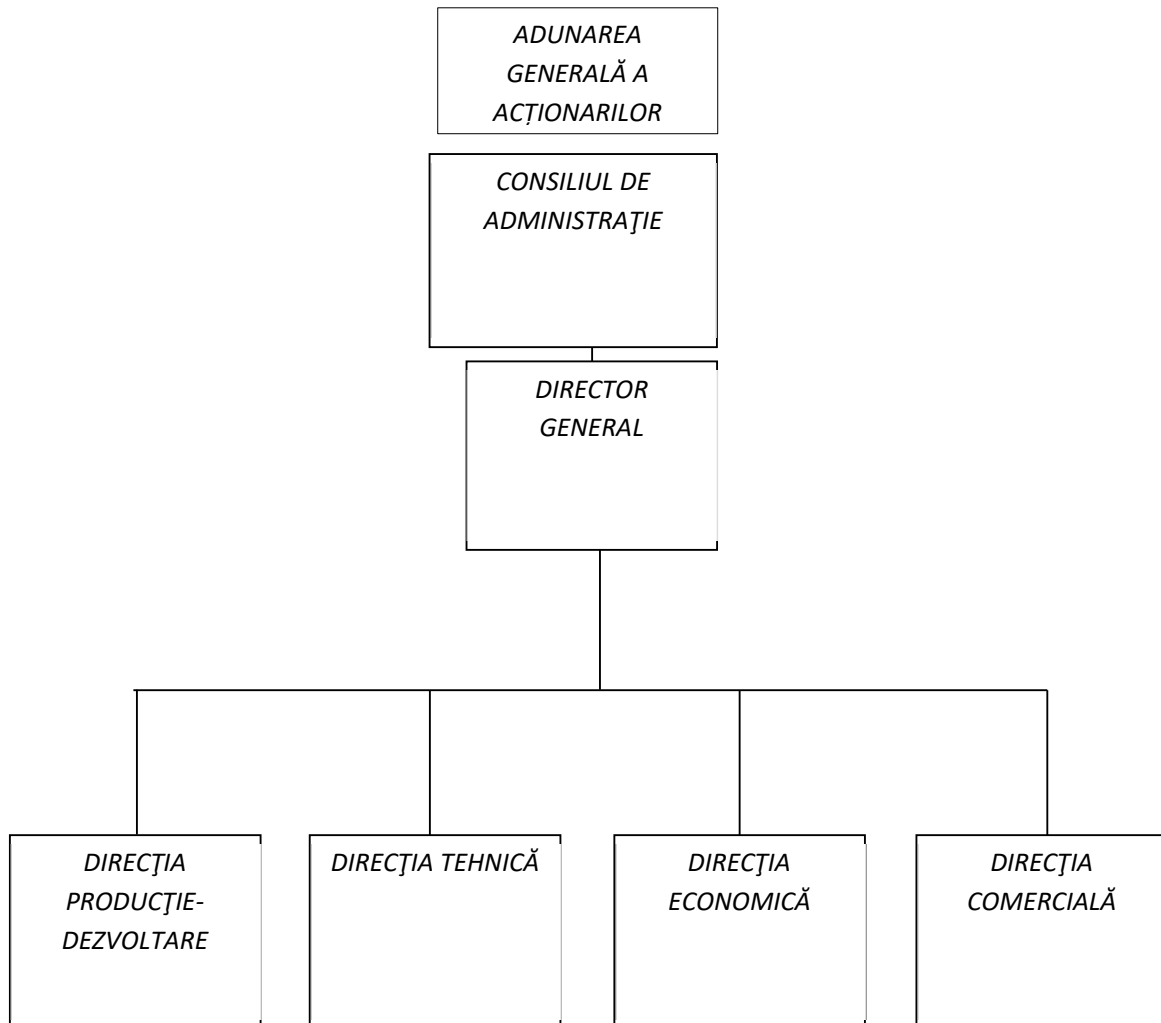 ADUNAREA
GENERALĂ A
ACȚIONARILOR
CONSILIUL DE
ADMINISTRAŢIE
DIRECTOR
GENERAL
DIRECŢIA
PRODUCŢIE-
DEZVOLTARE
DIRECŢIA TEHNICĂ
DIRECŢIA
ECONOMICĂ
DIRECŢIA
COMERCIALĂ